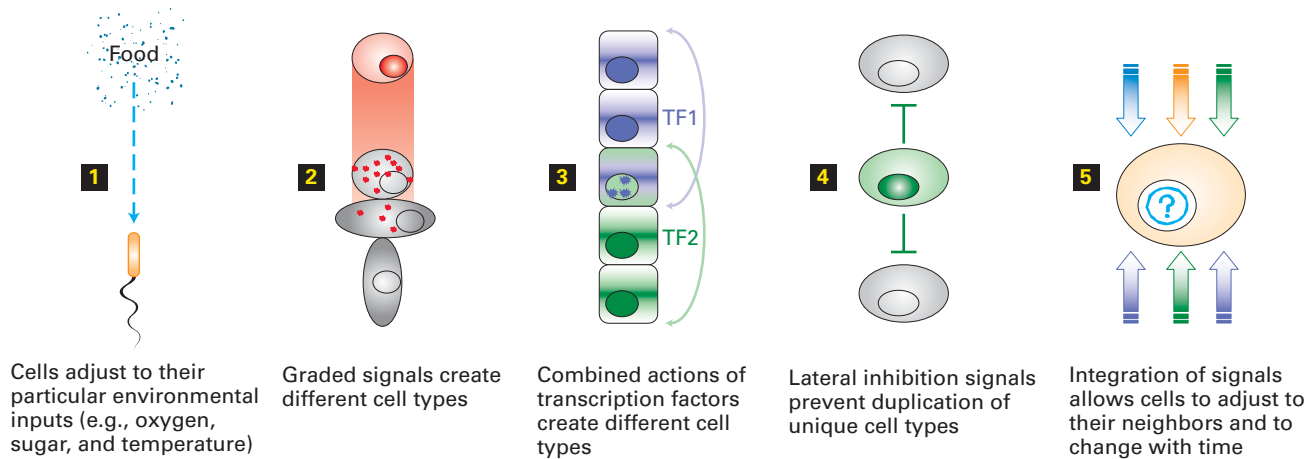 Food
1
Cells adjust to their
particular environmental
inputs (e.g., oxygen,
sugar, and temperature)
2
Graded signals create
different cell types
TF1
3
TF2
Combined actions of
transcription factors
create different cell
types
4
Lateral inhibition signals
prevent duplication of
unique cell types
5
?
Integration of signals
allows cells to adjust to
their neighbors and to
change with time